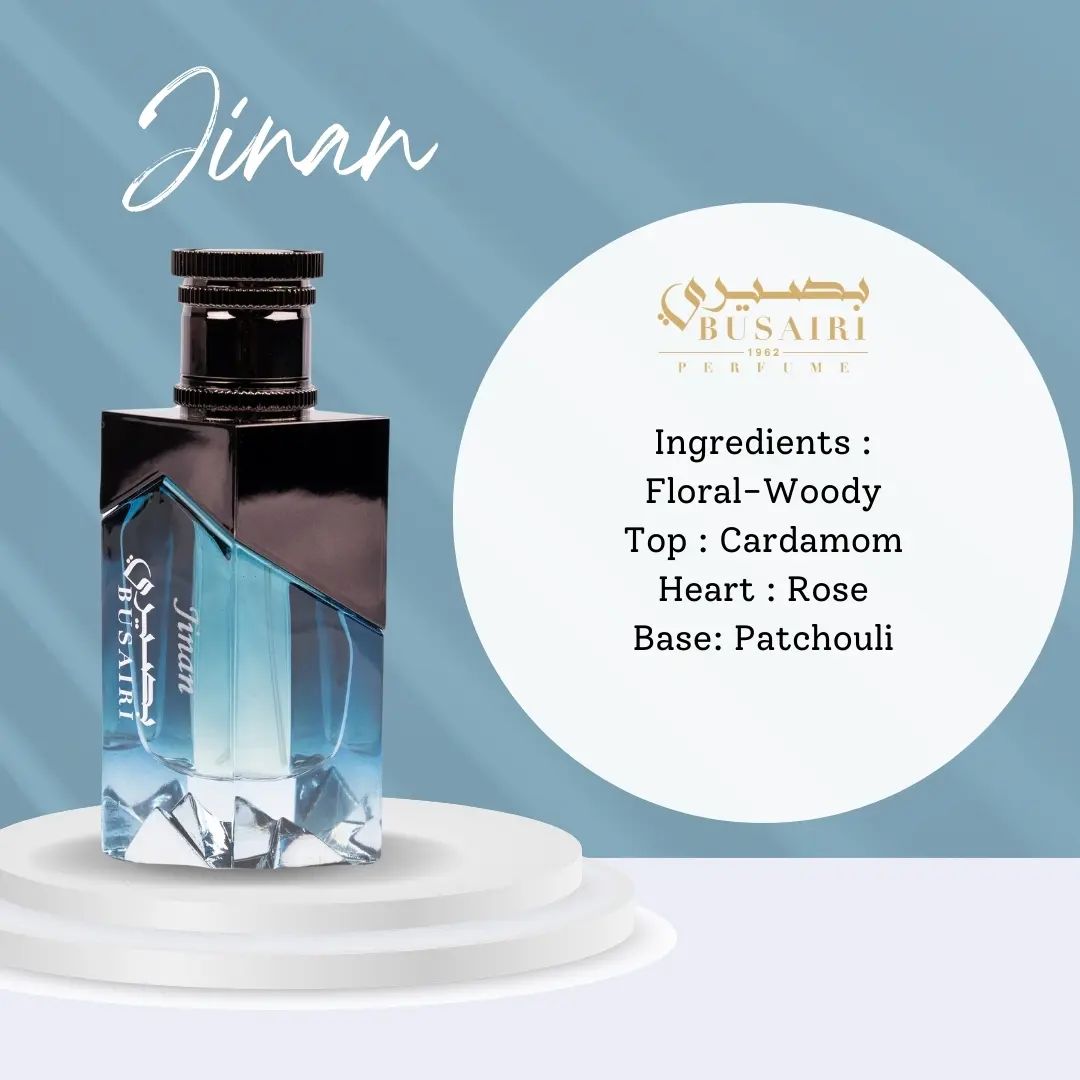 Jinan
بصيري
BUSAIRI
1962
PERFUME
Ingredients :
Floral-Woody
Top : Cardamom
Heart : Rose
Base: Patchouli
بصيري
BUSAIRI
Jinan